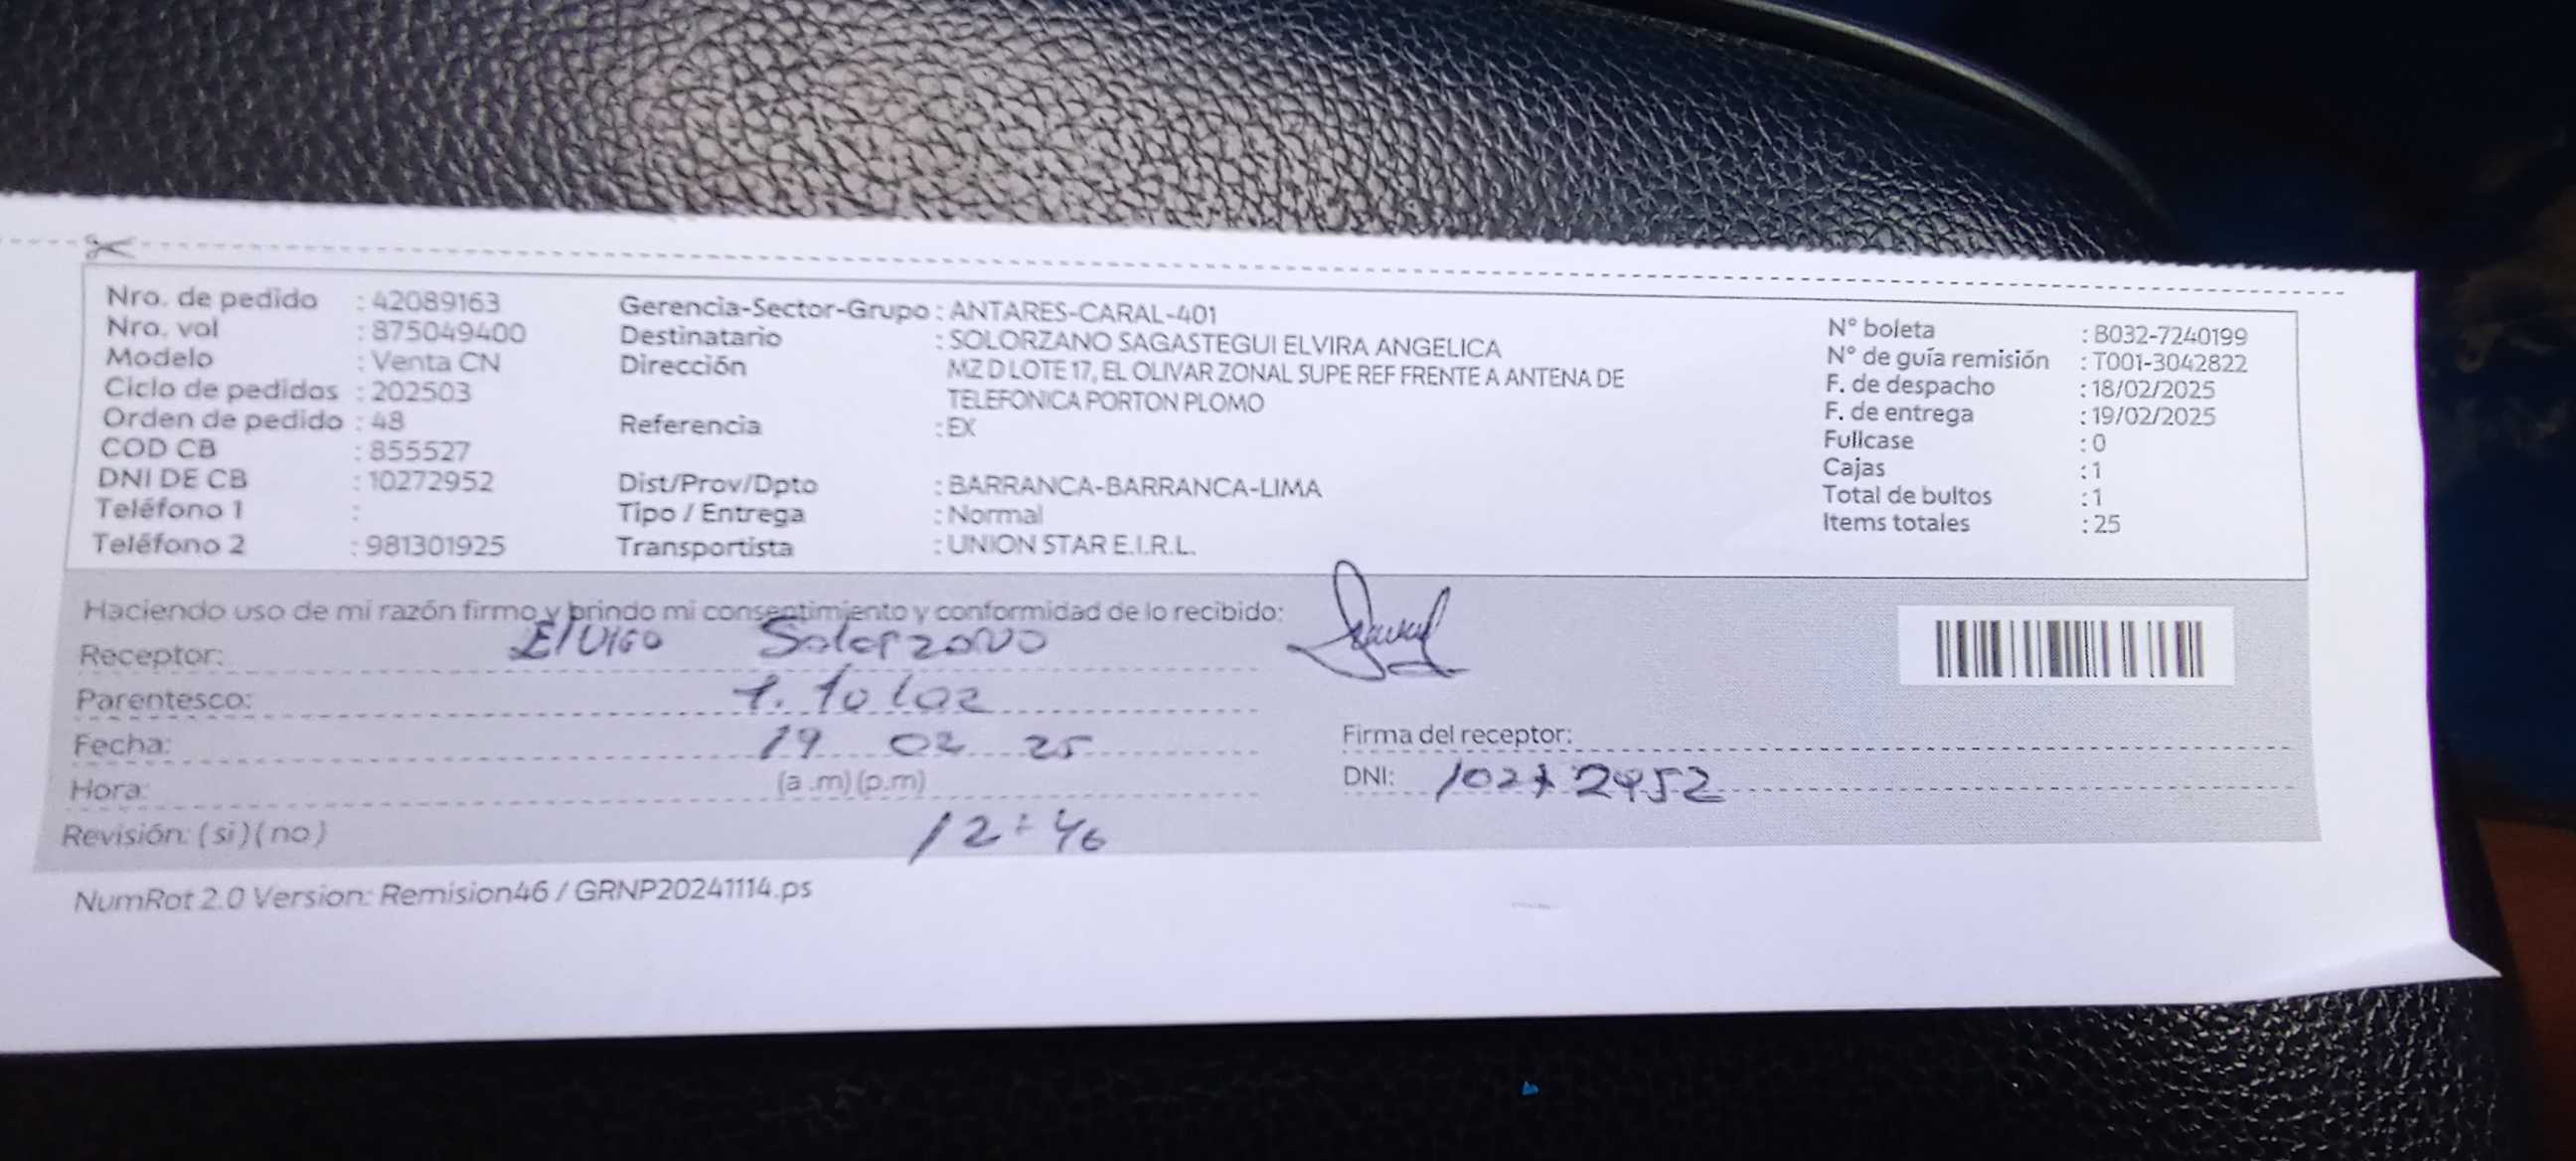 Nro. de pedido : 42089163
Nro. val : 875049400
Modelo : Venta CN
Ciclo de pedidos : 202503
Orden de pedido : 48
COD CB : 855527
DNI DE CB : 10272952
Teléfono 1 :
Teléfono 2 : 981301925
Gerencia-Sector-Grupo : ANTARES-CARAL-401
Destinatario : SOLORZANO SAGASTEGUI ELVIRA ANGELICA
Dirección MZ D LOTE 17, EL OLIVAR ZONAL SUPE REF FRENTE A ANTENA DE
TELEFONICA PORTON PLOMO
Referencia : EX
Dist/Prov/Dpto : BARRANCA-BARRANCA-LIMA
Tipo / Entrega : Normal
Transportista : UNION STAR E.I.R.L.
N° boleta : B032-7240199
N° de guía remisión : T001-3042822
F. de despacho : 18/02/2025
F. de entrega : 19/02/2025
Fullcase : 0
Cajas : 1
Total de bultos : 1
Items totales : 25
Haciendo uso de mi razón firmo y brindo mi consentimiento y conformidad de lo recibido:
Receptor: Solorzano
Parentesco:
Fecha: 19 02 25
Hora: (a .m) (p.m)
12:46
Revisión: (si) (no)
Firma del receptor:
DNI: 10272952
NumRot 2.0 Version: Remision46 / GRNP20241114.ps